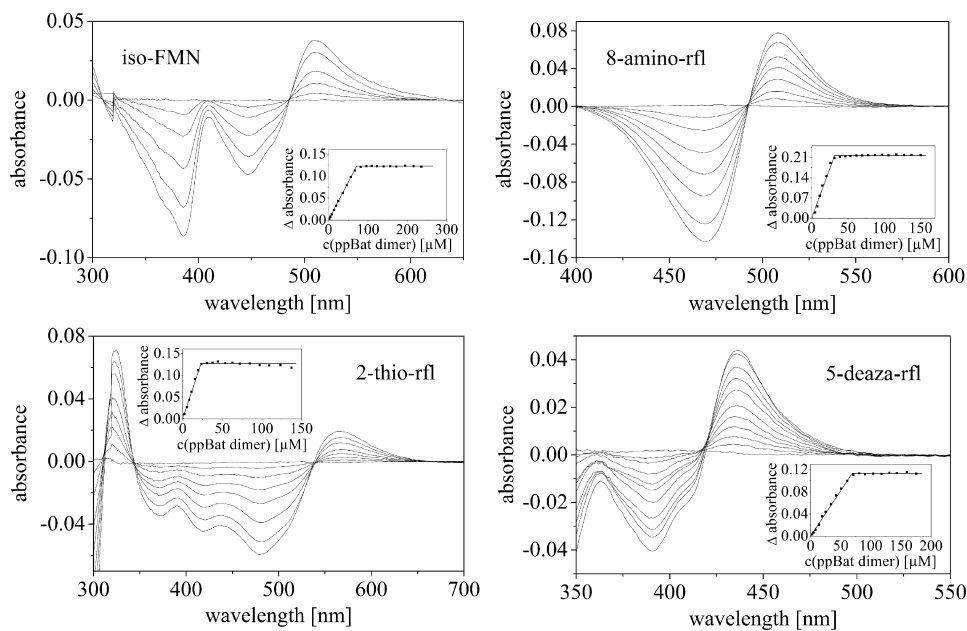 0.05
0.00
-0.05
-0.10
absorbance
iso-FMN
300 400 500 600
wavelength [nm]
0.15
0.10
0.05
0.00
Δ absorbance
0 100 200 300
c(ppBat dimer) [µM]
0.08
0.04
0.00
-0.04
-0.08
-0.12
-0.16
absorbance
8-amino-rfl
400 450 500 550 600
wavelength [nm]
0.21
0.14
0.07
0.00
Δ absorbance
0 50 100 150
c(ppBat dimer) [µM]
0.08
0.04
0.00
-0.04
absorbance
2-thio-rfl
300 400 500 600 700
wavelength [nm]
0.15
0.10
0.05
0.00
Δ absorbance
0 50 100 150
c(ppBat dimer) [µM]
0.04
0.02
0.00
-0.02
-0.04
absorbance
5-deaza-rfl
350 400 450 500 550
wavelength [nm]
0.12
0.08
0.04
0.00
Δ absorbance
0 50 100 150 200
c(ppBat dimer) [µM]